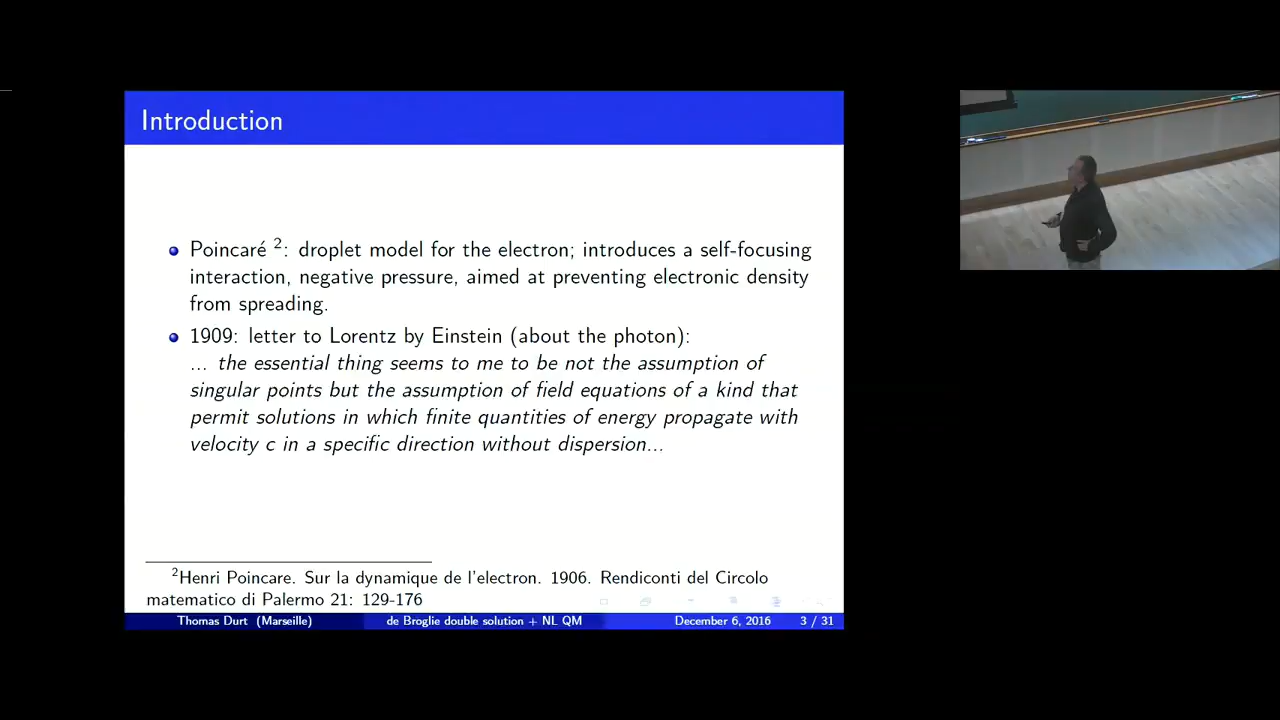 Introduction
Poincaré 2: droplet model for the electron; introduces a self-focusing
interaction, negative pressure, aimed at preventing electronic density
from spreading.
1909: letter to Lorentz by Einstein (about the photon):
... the essential thing seems to me to be not the assumption of
singular points but the assumption of field equations of a kind that
permit solutions in which finite quantities of energy propagate with
velocity c in a specific direction without dispersion...
2Henri Poincare. Sur la dynamique de l'electron. 1906. Rendiconti del Circolo
matematico di Palermo 21: 129-176
Thomas Durt (Marseille) de Broglie double solution + NL QM December 6, 2016 3 / 31